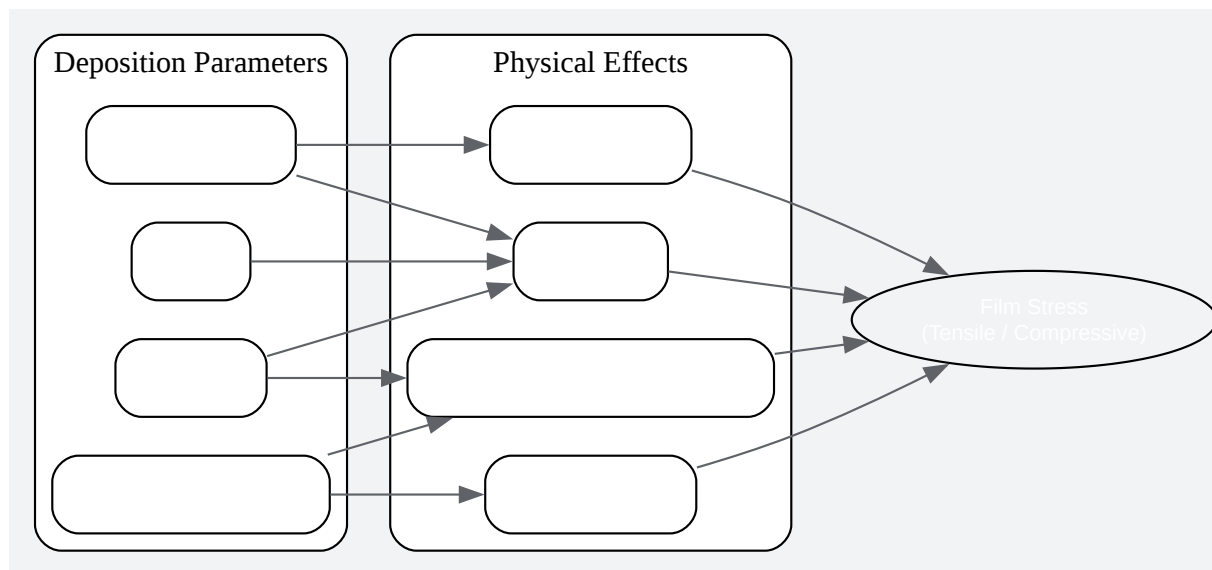 Deposition Parameters
Physical Effects
Film Stress
(Tensile / Compressive)